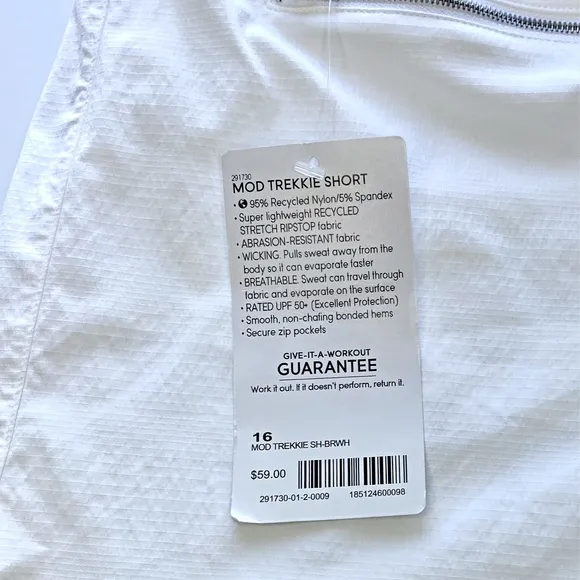 291730
MOD TREKKIE SHORT
• 95% Recycled Nylon/5% Spandex
• Super lightweight RECYCLED
STRETCH RIPSTOP fabric
• ABRASION-RESISTANT fabric
• WICKING. Pulls sweat away from the
body so it can evaporate faster
• BREATHABLE. Sweat can travel through
fabric and evaporate on the surface
• RATED UPF 50+ (Excellent Protection)
• Smooth, non-chafing bonded hems
• Secure zip pockets
GIVE-IT-A-WORKOUT
GUARANTEE
Work it out. If it doesn't perform, return it.
16
MOD TREKKIE SH-BRWH
$59.00
291730-01-2-0009 185124600098